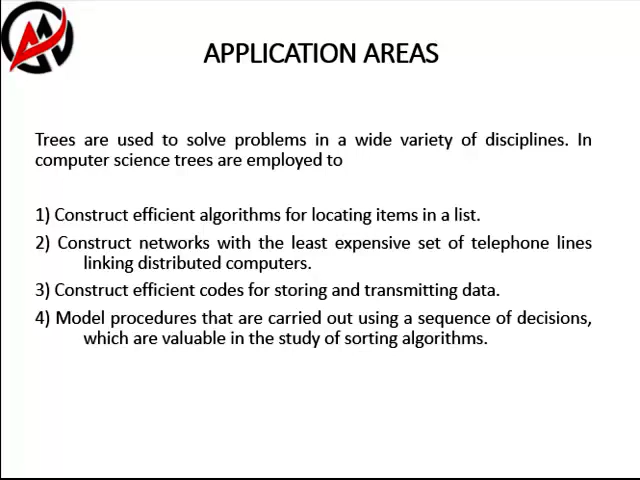 APPLICATION AREAS
Trees are used to solve problems in a wide variety of disciplines. In
computer science trees are employed to
1) Construct efficient algorithms for locating items in a list.
2) Construct networks with the least expensive set of telephone lines
linking distributed computers.
3) Construct efficient codes for storing and transmitting data.
4) Model procedures that are carried out using a sequence of decisions,
which are valuable in the study of sorting algorithms.